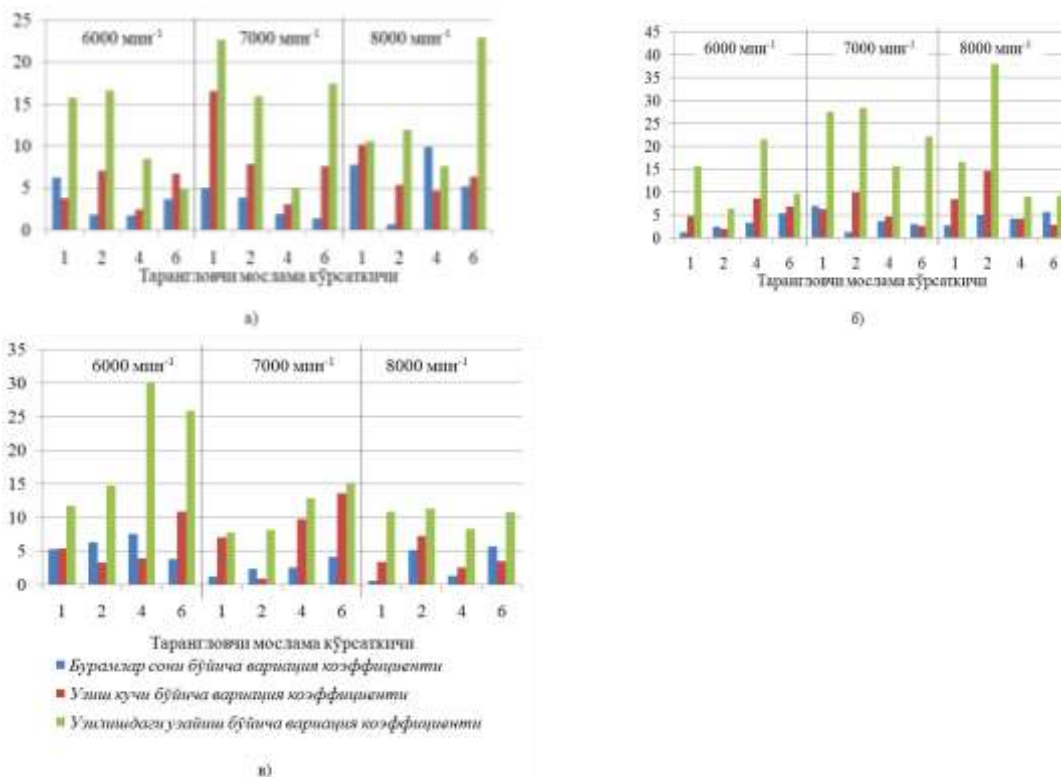 25
20
15
10
5
0
6000 мин⁻¹ 7000 мин⁻¹ 8000 мин⁻¹
1 2 4 6 1 2 4 6 1 2 4 6
Тарангловчи мослама кўрсаткичи
а)
45
40
35
30
25
20
15
10
5
0
6000 мин⁻¹ 7000 мин⁻¹ 8000 мин⁻¹
1 2 4 6 1 2 4 6 1 2 4 6
Тарангловчи мослама кўрсаткичи
б)
35
30
25
20
15
10
5
0
6000 мин⁻¹ 7000 мин⁻¹ 8000 мин⁻¹
1 2 4 6 1 2 4 6 1 2 4 6
Тарангловчи мослама кўрсаткичи
Бурамлар сони бўйича вариация коэффициенти
Узиш кучи бўйича вариация коэффициенти
Узилишдаги узайиш бўйича вариация коэффициенти
в)